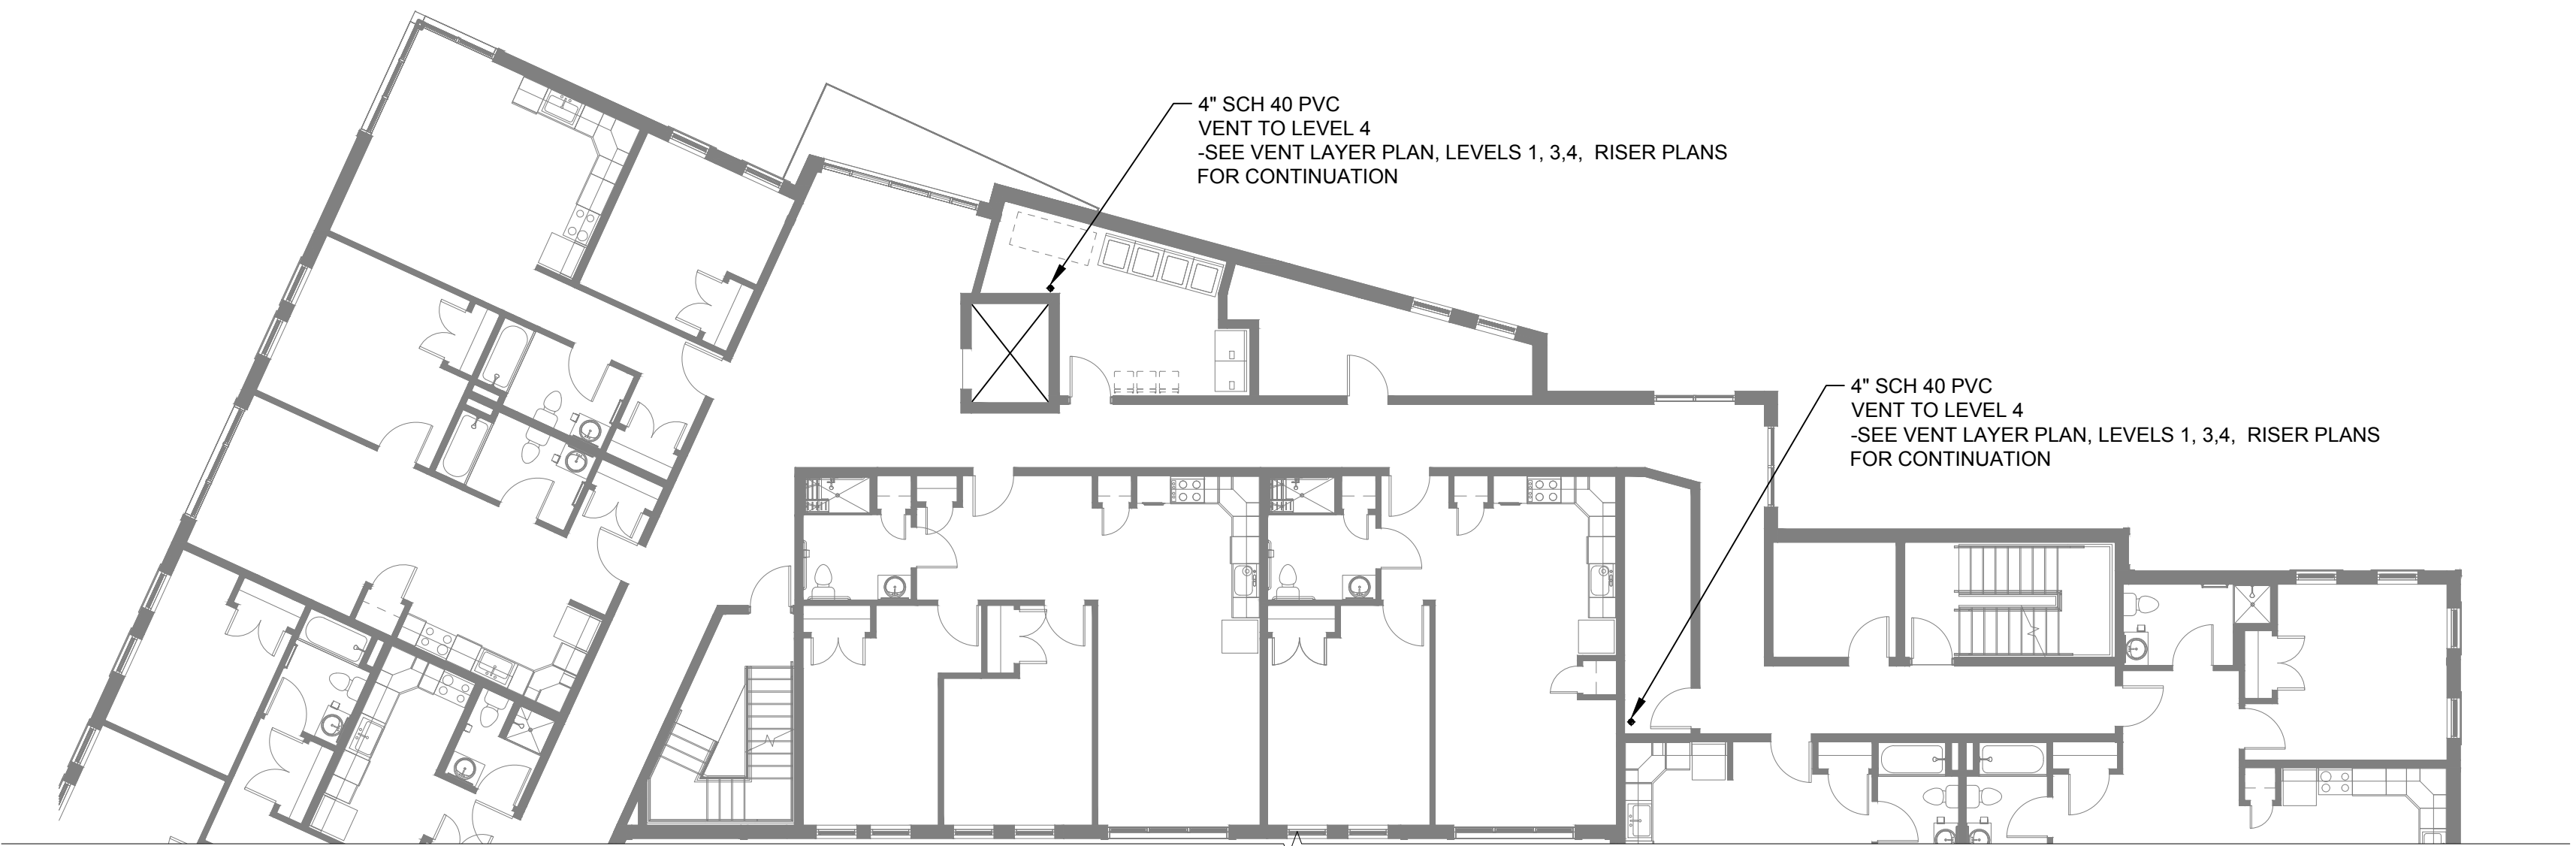 4" SCH 40 PVC
VENT TO LEVEL 4
-SEE VENT LAYER PLAN, LEVELS 1, 3,4, RISER PLANS
FOR CONTINUATION
4" SCH 40 PVC
VENT TO LEVEL 4
-SEE VENT LAYER PLAN, LEVELS 1, 3,4, RISER PLANS
FOR CONTINUATION